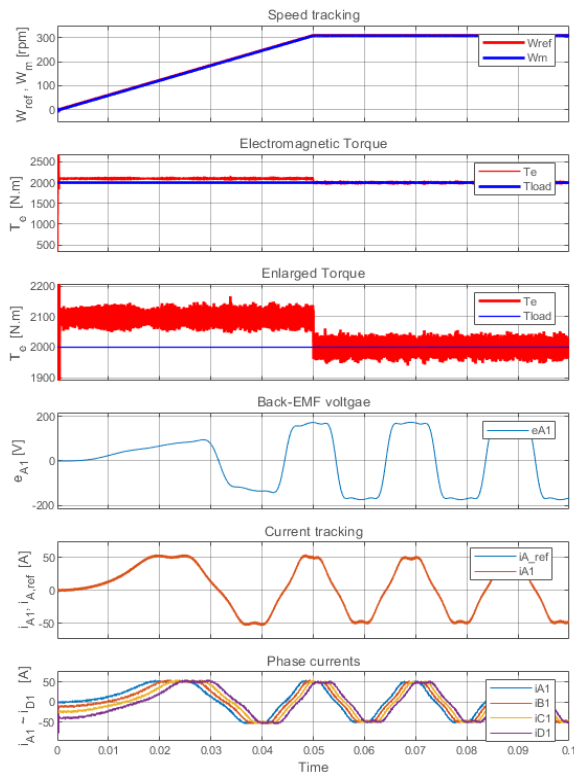 Speed tracking
W_ref, W_m [rpm]
300
200
100
0
Wref
Wm
Electromagnetic Torque
T_e [N.m]
2500
2000
1500
1000
500
Te
Tload
Enlarged Torque
T_e [N.m]
2200
2100
2000
1900
Te
Tload
Back-EMF voltgae
e_A1 [V]
200
0
-200
eA1
Current tracking
i_A1, i_A,ref [A]
50
0
-50
iA_ref
iA1
Phase currents
i_A1 ~ i_D1 [A]
50
0
-50
iA1
iB1
iC1
iD1
0 0.01 0.02 0.03 0.04 0.05 0.06 0.07 0.08 0.09 0.1
Time